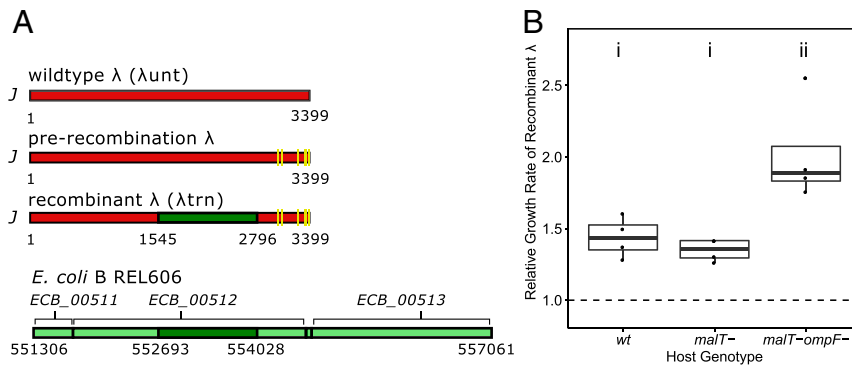 A
wildtype λ (λunt)
J
1 3399
pre-recombination λ
J
1 3399
recombinant λ (λtrn)
J
1 1545 2796 3399
E. coli B REL606
ECB_00511 ECB_00512 ECB_00513
551306 552693 554028 557061
B
Relative Growth Rate of Recombinant λ
i i ii
2.5
2.0
1.5
1.0
wt malT− malT−ompF−
Host Genotype